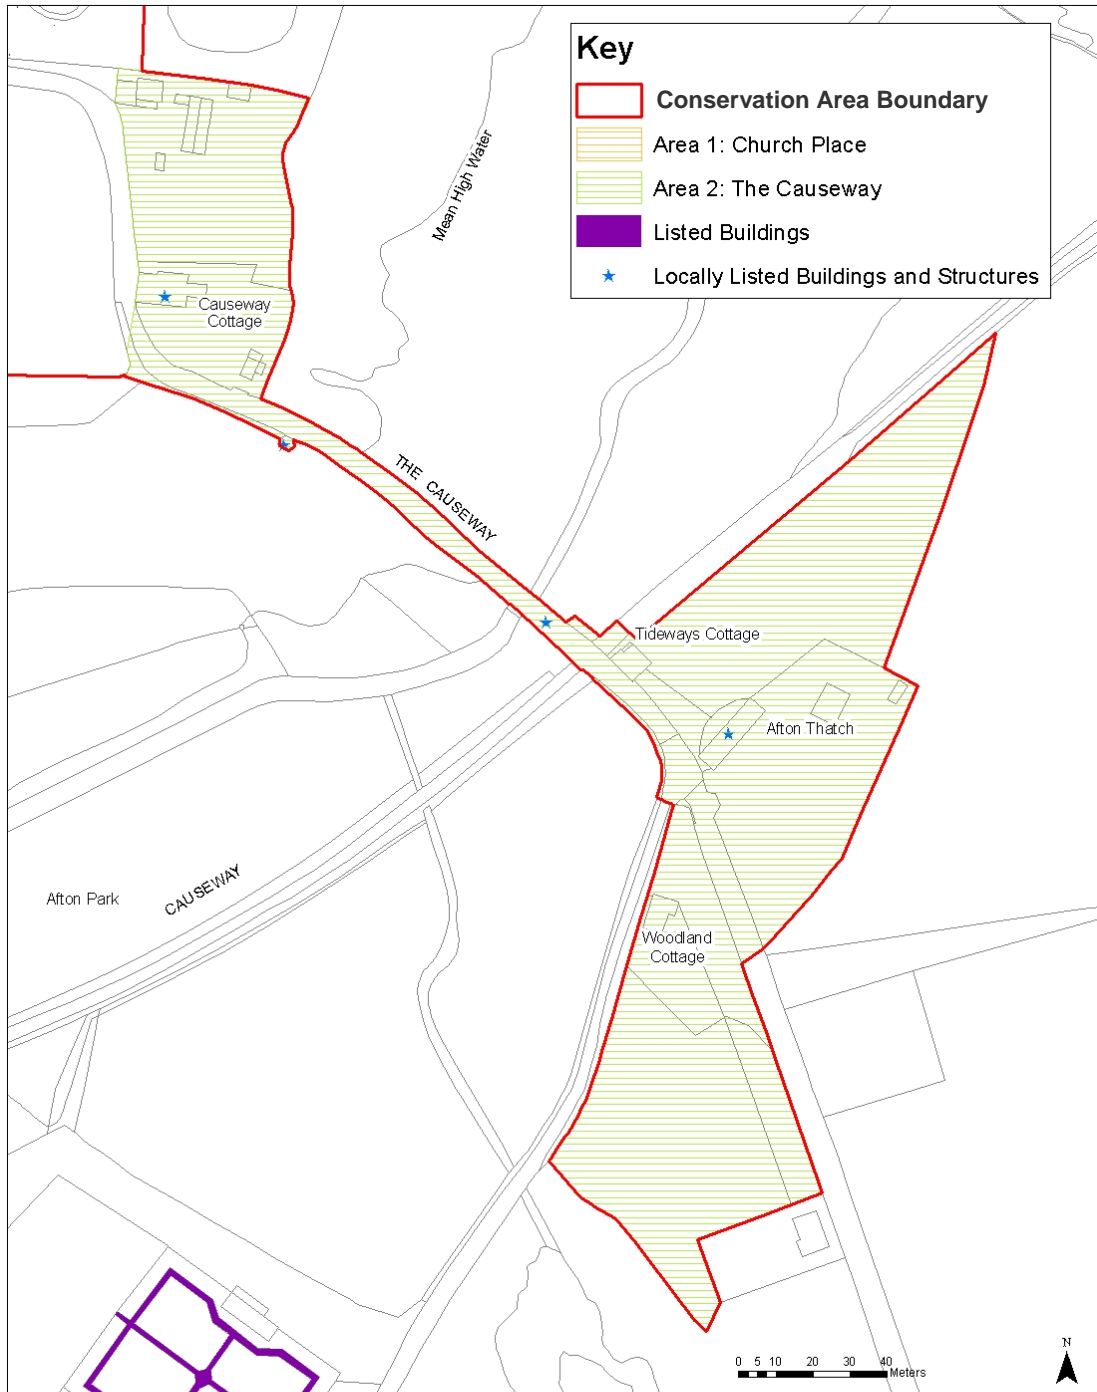 Key
Conservation Area Boundary
Area 1: Church Place
Area 2: The Causeway
Listed Buildings
Locally Listed Buildings and Structures
Mean High Water
Causeway
Cottage
THE CAUSEWAY
Tideways Cottage
Afton Thatch
Afton Park
CAUSEWAY
Woodland
Cottage
N
0 5 10 20 30 40
Meters